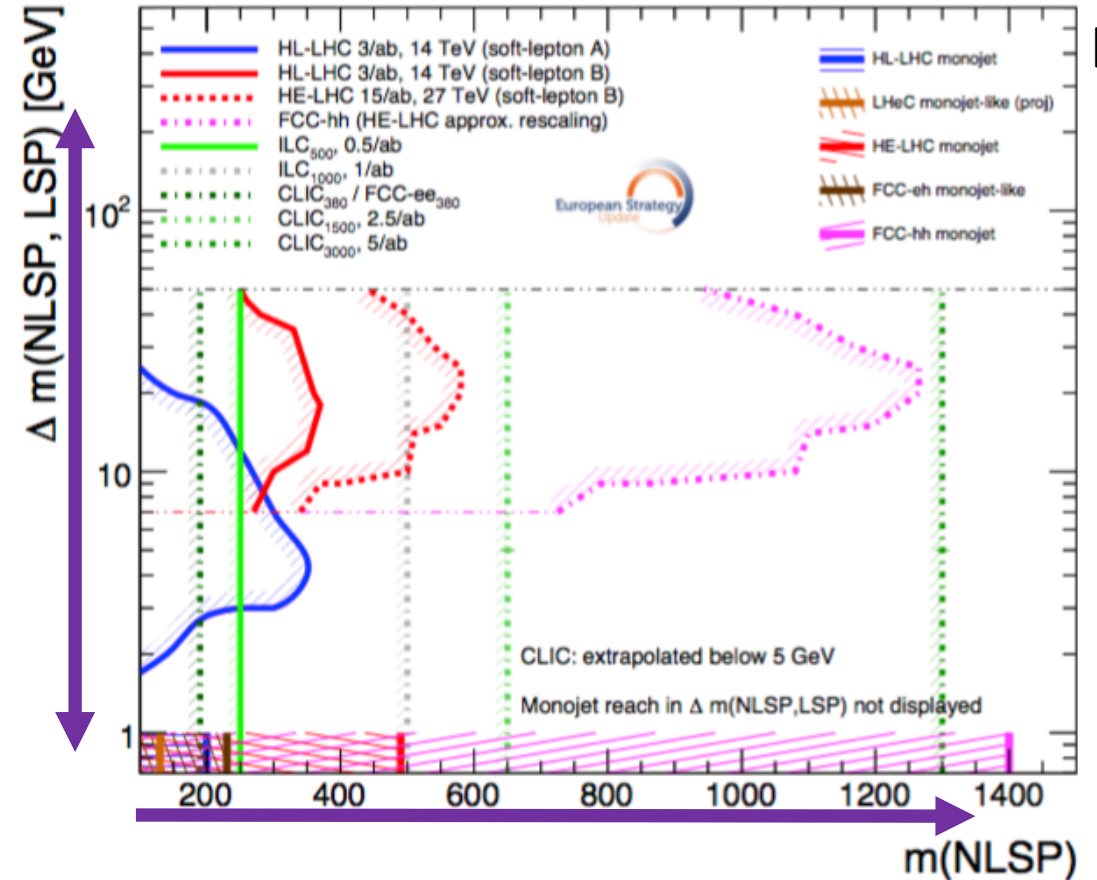 Δ m(NLSP, LSP) [GeV]
HL-LHC 3/ab, 14 TeV (soft-lepton A)
HL-LHC 3/ab, 14 TeV (soft-lepton B)
HE-LHC 15/ab, 27 TeV (soft-lepton B)
FCC-hh (HE-LHC approx. rescaling)
ILC500, 0.5/ab
ILC1000, 1/ab
CLIC380 / FCC-ee380
CLIC1500, 2.5/ab
CLIC3000, 5/ab
HL-LHC monojet
LHeC monojet-like (proj)
HE-LHC monojet
FCC-eh monojet-like
FCC-hh monojet
European Strategy
Update
10²
10
1
CLIC: extrapolated below 5 GeV
Monojet reach in Δ m(NLSP,LSP) not displayed
200 400 600 800 1000 1200 1400
m(NLSP)